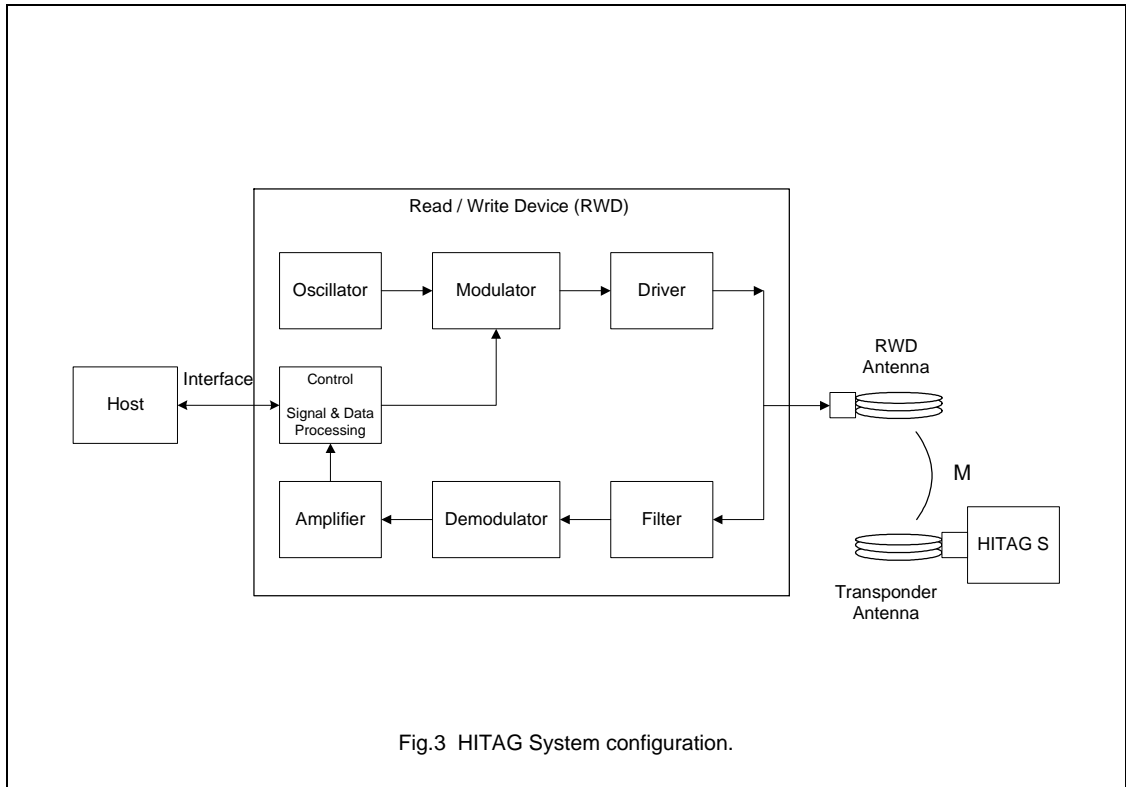 Read / Write Device (RWD)
Oscillator
Modulator
Driver
RWD
Antenna
Interface
Host
Control
Signal & Data
Processing
M
Amplifier
Demodulator
Filter
HITAG S
Transponder
Antenna
Fig.3 HITAG System configuration.